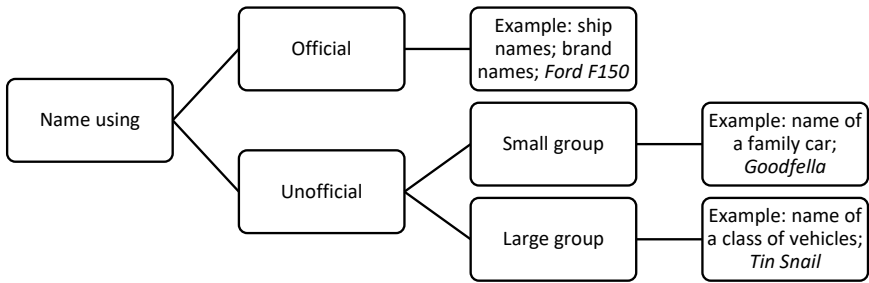 Name using
Official
Example: ship
names; brand
names; Ford F150
Unofficial
Small group
Example: name of
a family car;
Goodfella
Large group
Example: name of
a class of vehicles;
Tin Snail